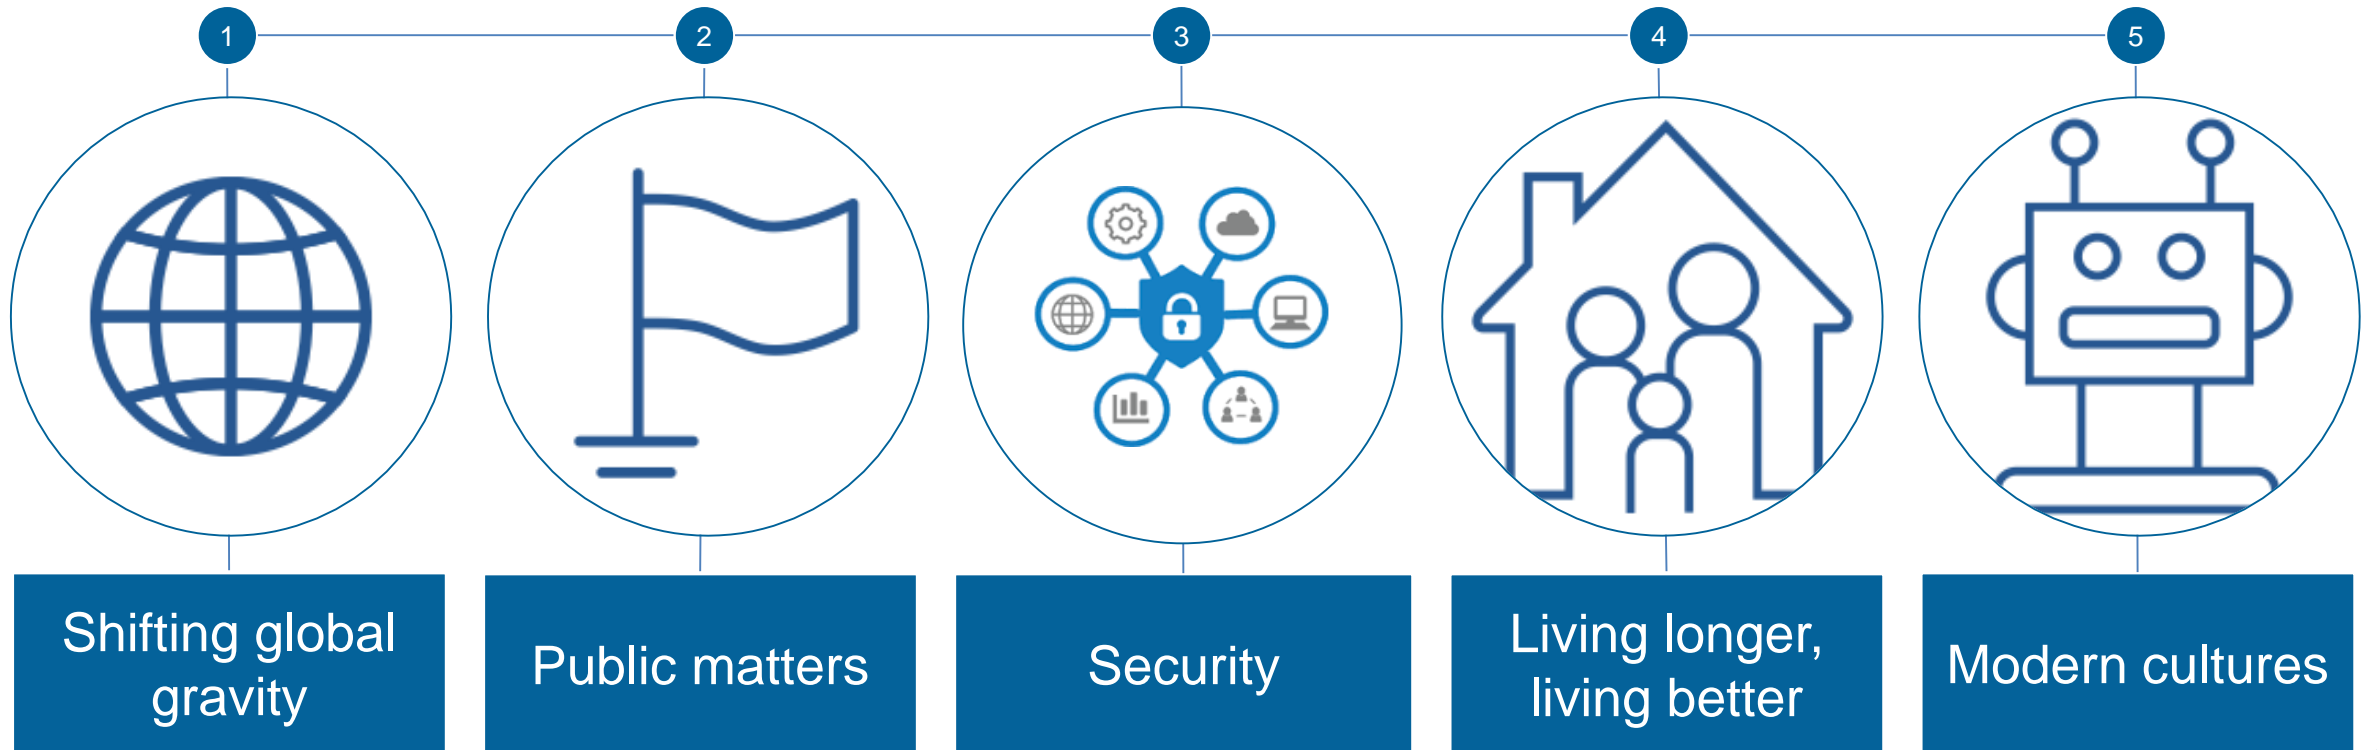 1
2
3
4
5
Shifting global
gravity
Public matters
Security
Living longer,
living better
Modern cultures